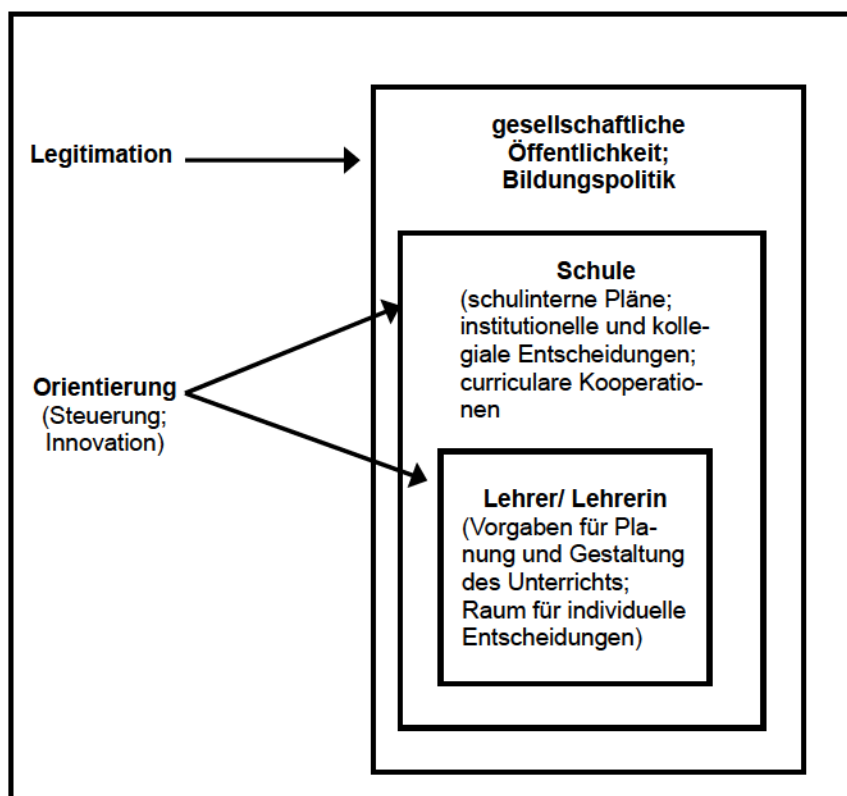 gesellschaftliche
Öffentlichkeit;
Bildungspolitik
Legitimation
Schule
(schulinterne Pläne;
institutionelle und kolle-
giale Entscheidungen;
curriculare Kooperatio-
nen
Orientierung
(Steuerung;
Innovation)
Lehrer/ Lehrerin
(Vorgaben für Pla-
nung und Gestaltung
des Unterrichts;
Raum für individuelle
Entscheidungen)